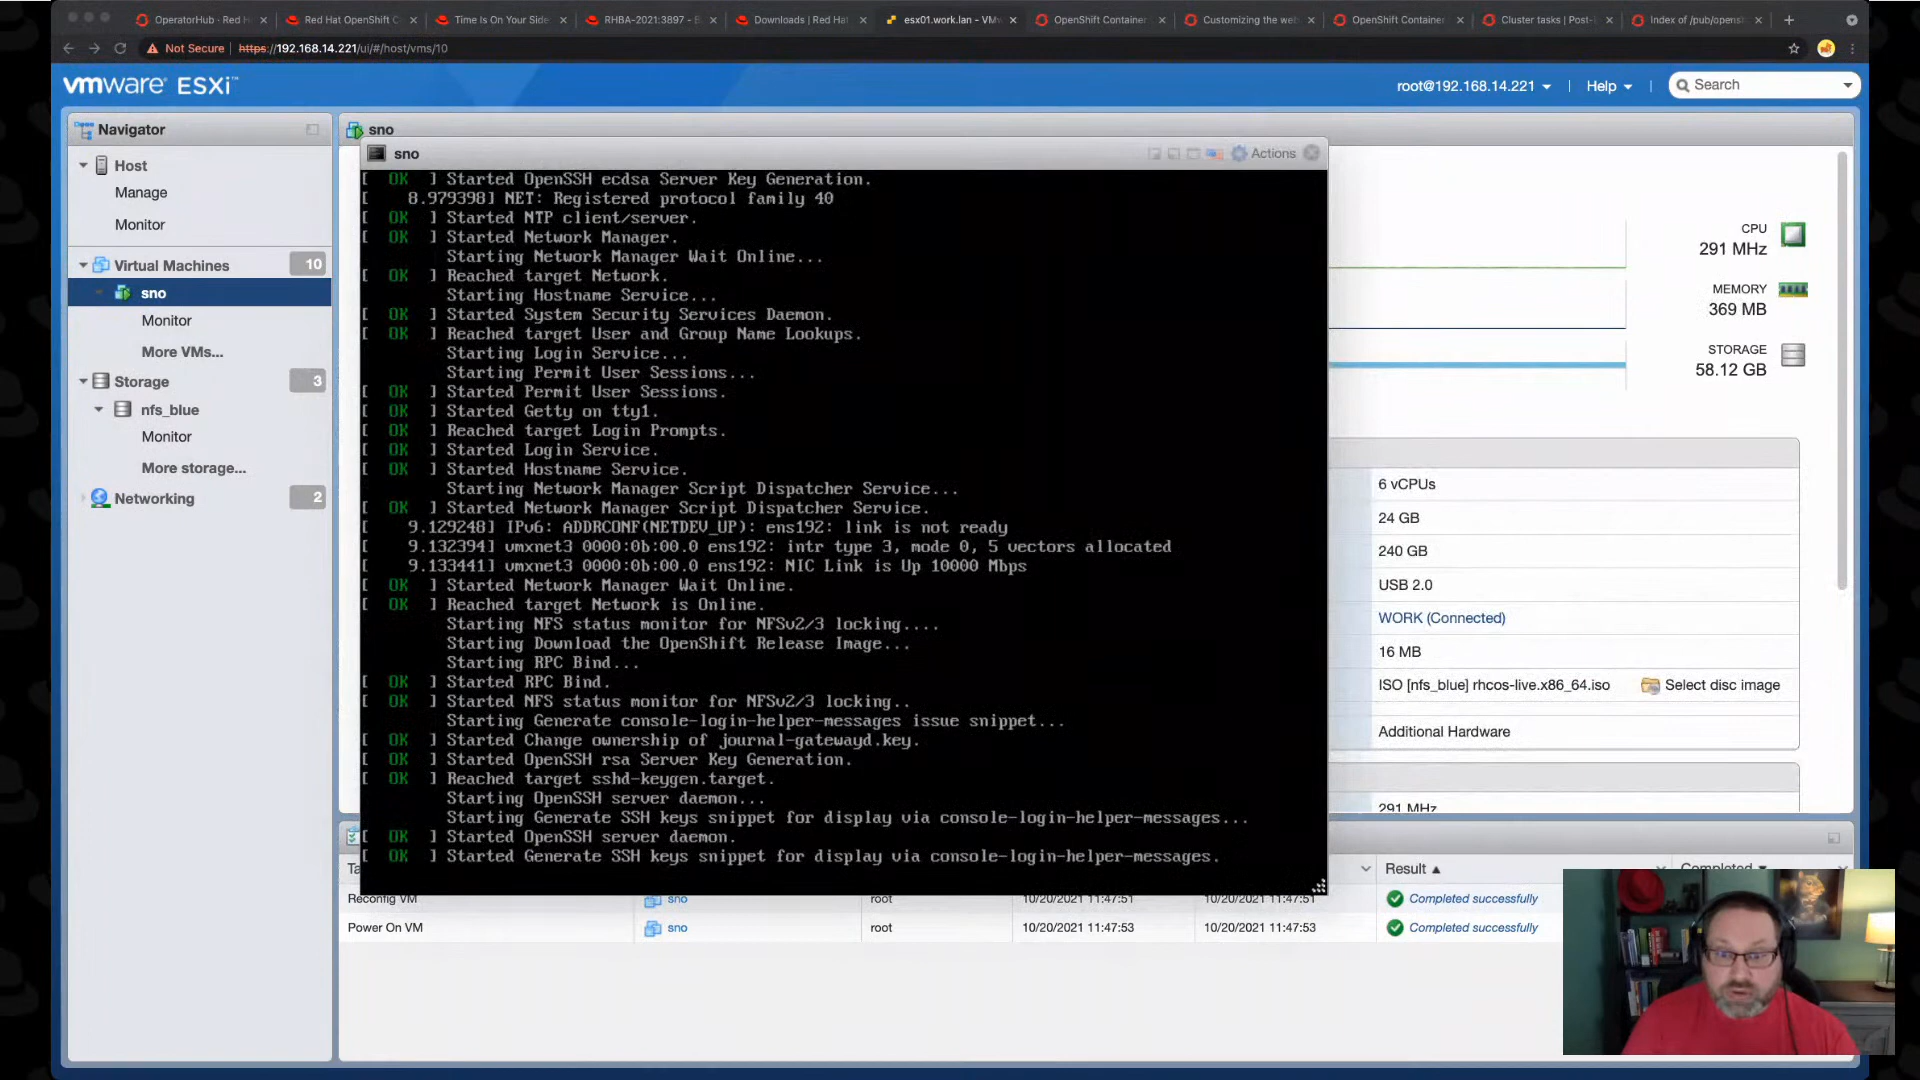 OperatorHub · Red H
Red Hat OpenShift C
Time Is On Your Side
RHBA-2021:3897 - B
Downloads | Red Hat
esx01.work.lan - VMw
OpenShift Container
Customizing the web
OpenShift Container
Cluster tasks | Post-
Index of /pub/opens
Not Secure | https://192.168.14.221/ui/#/host/vms/10
vmware ESXi™
root@192.168.14.221 | Help | Search
Navigator
sno
Host
Manage
Monitor
Virtual Machines 10
sno
Monitor
More VMs...
Storage 3
nfs_blue
Monitor
More storage...
Networking 2
sno Actions
[ OK ] Started OpenSSH ecdsa Server Key Generation.
[ 8.979398] NET: Registered protocol family 40
[ OK ] Started NTP client/server.
[ OK ] Started Network Manager.
Starting Network Manager Wait Online...
[ OK ] Reached target Network.
Starting Hostname Service...
[ OK ] Started System Security Services Daemon.
[ OK ] Reached target User and Group Name Lookups.
Starting Login Service...
Starting Permit User Sessions...
[ OK ] Started Permit User Sessions.
[ OK ] Started Getty on tty1.
[ OK ] Reached target Login Prompts.
[ OK ] Started Login Service.
[ OK ] Started Hostname Service.
Starting Network Manager Script Dispatcher Service...
[ OK ] Started Network Manager Script Dispatcher Service.
[ 9.129248] IPv6: ADDRCONF(NETDEV_UP): ens192: link is not ready
[ 9.132394] vmxnet3 0000:0b:00.0 ens192: intr type 3, mode 0, 5 vectors allocated
[ 9.133441] vmxnet3 0000:0b:00.0 ens192: NIC Link is Up 10000 Mbps
[ OK ] Started Network Manager Wait Online.
[ OK ] Reached target Network is Online.
Starting NFS status monitor for NFSv2/3 locking....
Starting Download the OpenShift Release Image...
Starting RPC Bind...
[ OK ] Started RPC Bind.
[ OK ] Started NFS status monitor for NFSv2/3 locking..
Starting Generate console-login-helper-messages issue snippet...
[ OK ] Started Change ownership of journal-gatewayd.key.
[ OK ] Started OpenSSH rsa Server Key Generation.
[ OK ] Reached target sshd-keygen.target.
Starting OpenSSH server daemon...
Starting Generate SSH keys snippet for display via console-login-helper-messages...
[ OK ] Started OpenSSH server daemon.
[ OK ] Started Generate SSH keys snippet for display via console-login-helper-messages.
CPU
291 MHz
MEMORY
369 MB
STORAGE
58.12 GB
6 vCPUs
24 GB
240 GB
USB 2.0
WORK (Connected)
16 MB
ISO [nfs_blue] rhcos-live.x86_64.iso Select disc image
Additional Hardware
291 MHz
Ta Result ▲ Completed ▼
Reconfig VM sno root 10/20/2021 11:47:51 10/20/2021 11:47:51 Completed successfully
Power On VM sno root 10/20/2021 11:47:53 10/20/2021 11:47:53 Completed successfully